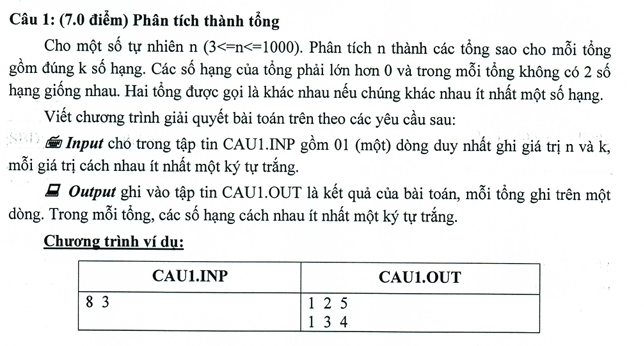 Câu 1: (7.0 điểm) Phân tích thành tổng
Cho một số tự nhiên n (3<=n<=1000). Phân tích n thành các tổng sao cho mỗi tổng
gồm đúng k số hạng. Các số hạng của tổng phải lớn hơn 0 và trong mỗi tổng không có 2 số
hạng giống nhau. Hai tổng được gọi là khác nhau nếu chúng khác nhau ít nhất một số hạng.
Viết chương trình giải quyết bài toán trên theo các yêu cầu sau:
Input cho trong tập tin CAU1.INP gồm 01 (một) dòng duy nhất ghi giá trị n và k,
mỗi giá trị cách nhau ít nhất một ký tự trắng.
Output ghi vào tập tin CAU1.OUT là kết quả của bài toán, mỗi tổng ghi trên một
dòng. Trong mỗi tổng, các số hạng cách nhau ít nhất một ký tự trắng.
Chương trình ví dụ:
CAU1.INP CAU1.OUT
8 3 1 2 5
1 3 4